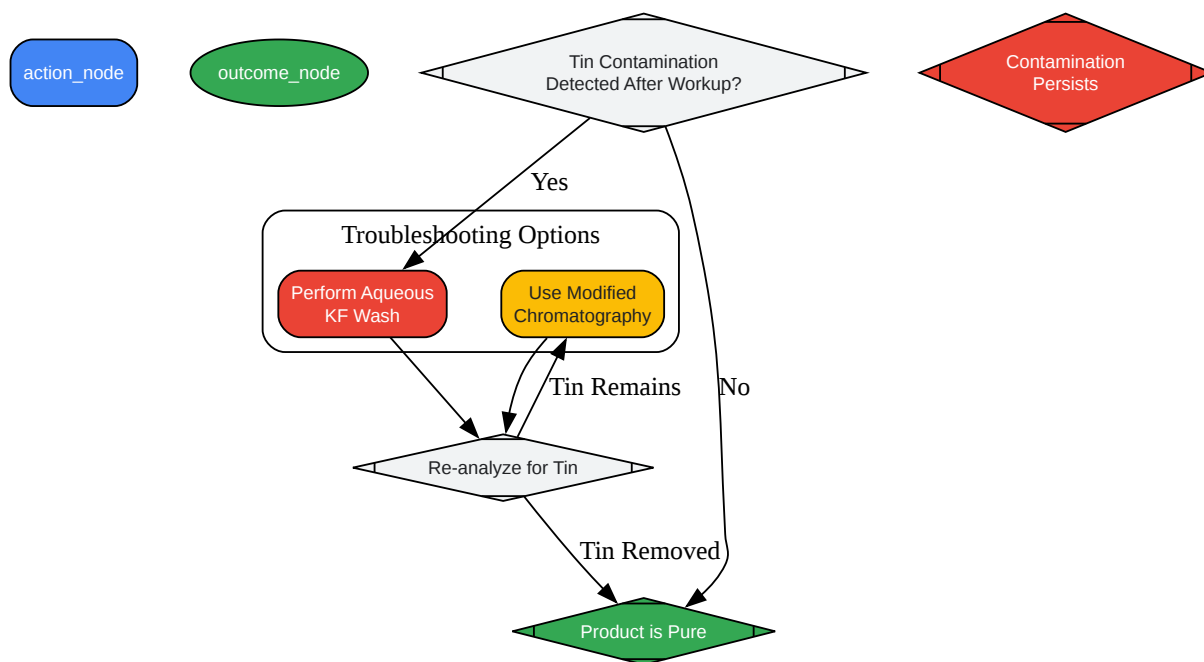 action_node
outcome_node
Tin Contamination
Detected After Workup?
Contamination
Persists
Yes
Troubleshooting Options
Perform Aqueous
KF Wash
Use Modified
Chromatography
Tin Remains
No
Re-analyze for Tin
Tin Removed
Product is Pure